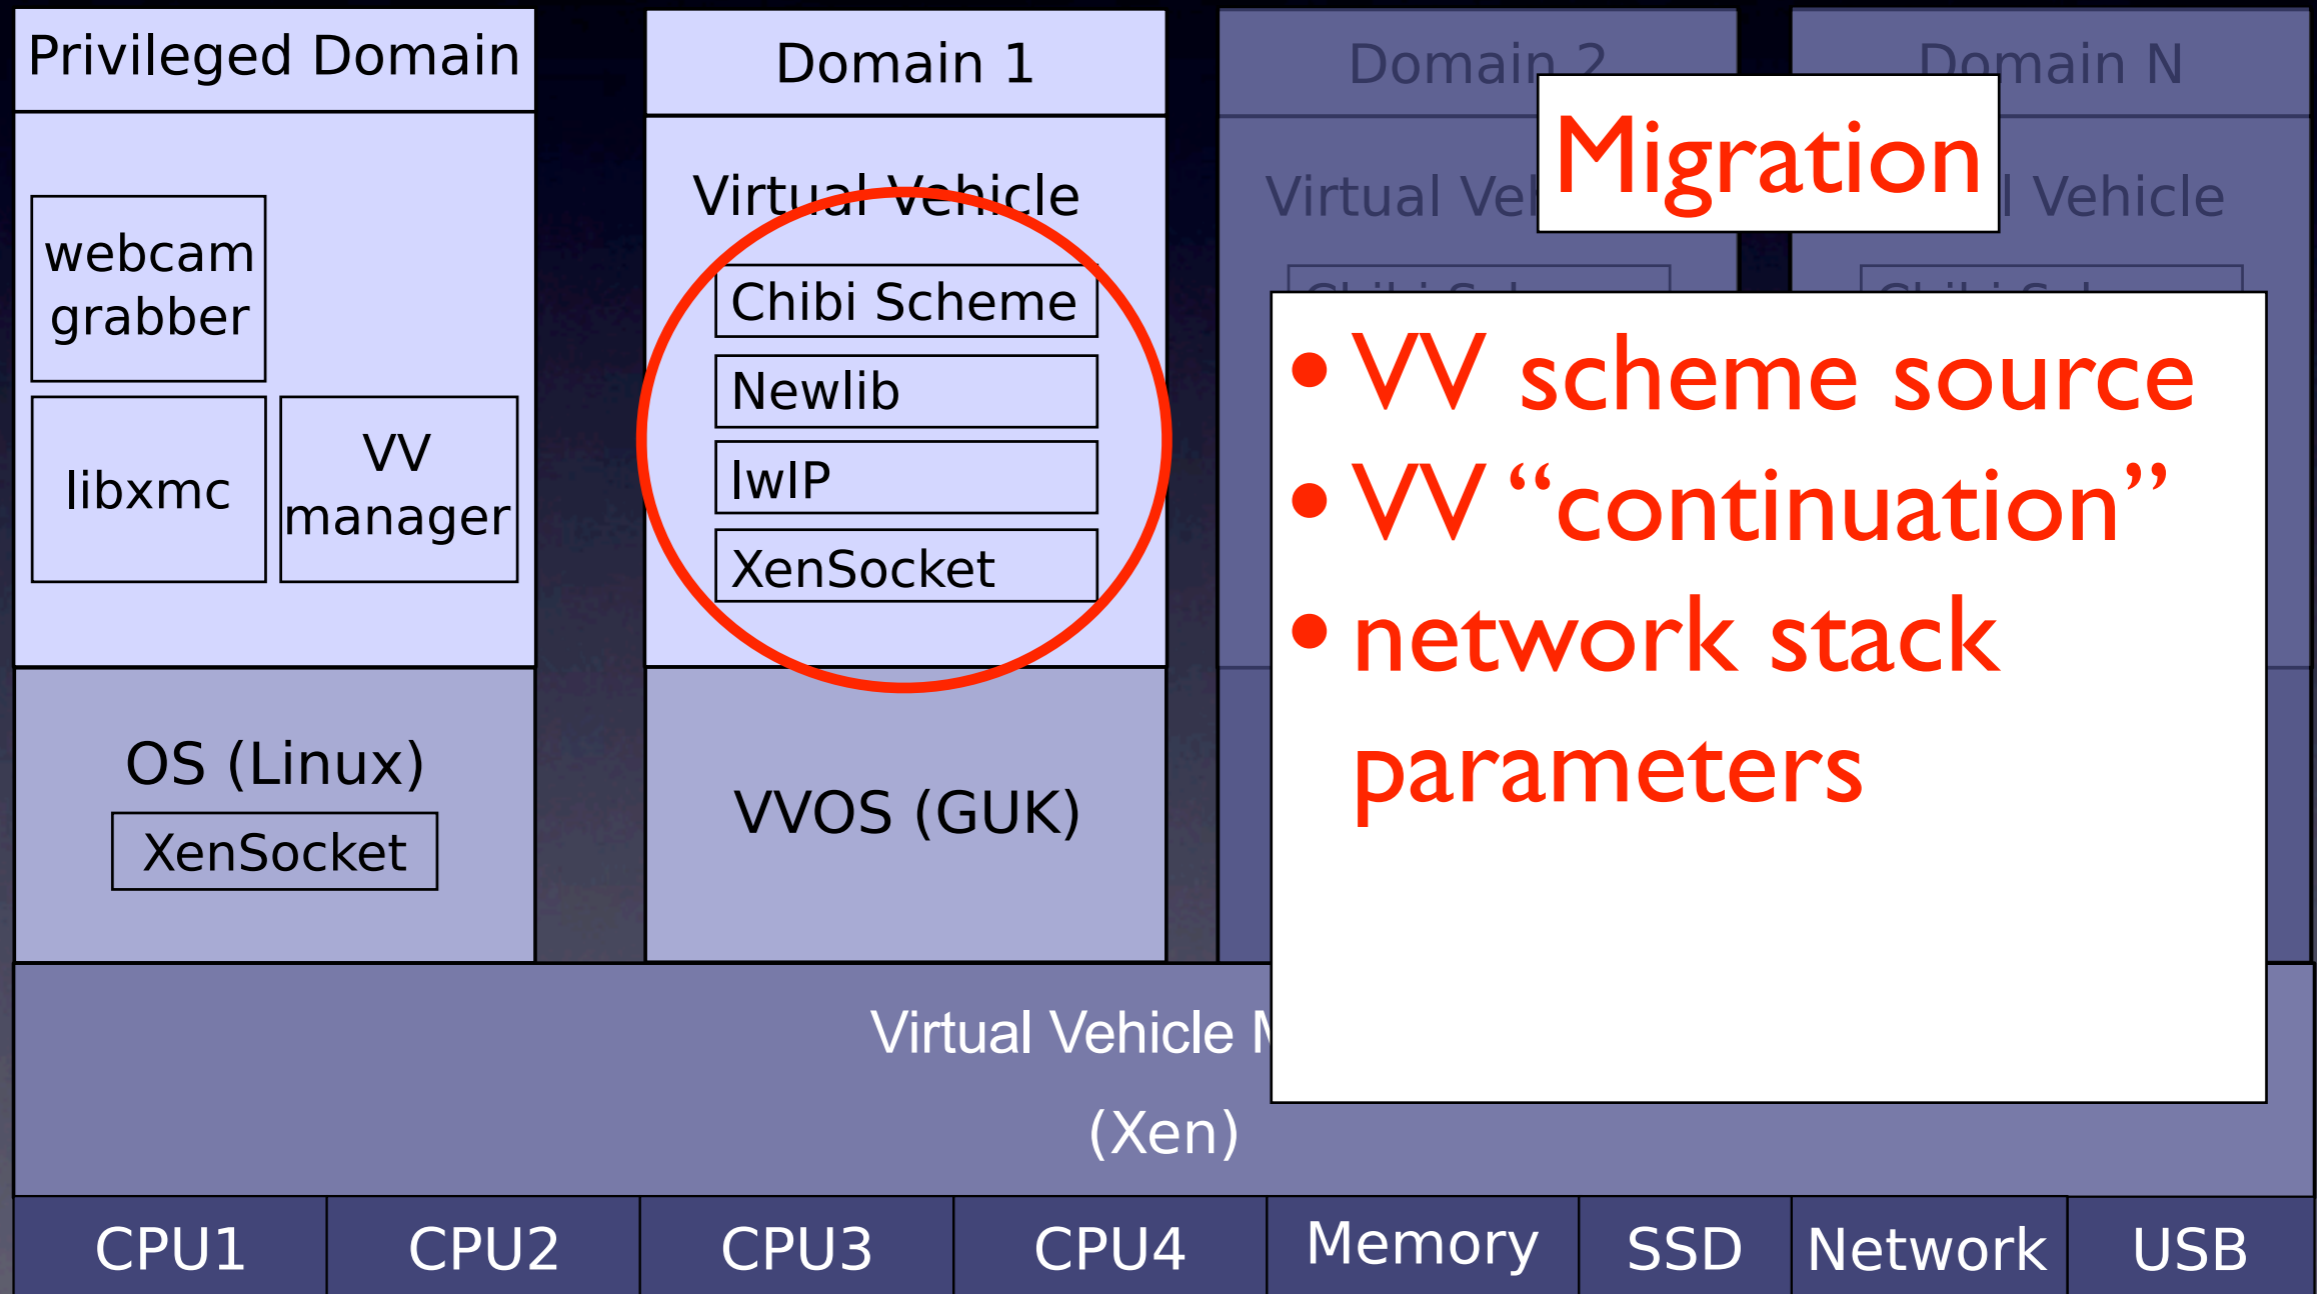 Privileged Domain
webcam
grabber
libxmc
VV
manager
OS (Linux)
XenSocket
Domain 1
Virtual Vehicle
Chibi Scheme
Newlib
lwIP
XenSocket
VVOS (GUK)
Domain 2
Virtual
Domain N
Vehicle
Migration
• VV scheme source
• VV “continuation”
• network stack
parameters
Virtual Vehicle
(Xen)
CPU1
CPU2
CPU3
CPU4
Memory
SSD
Network
USB